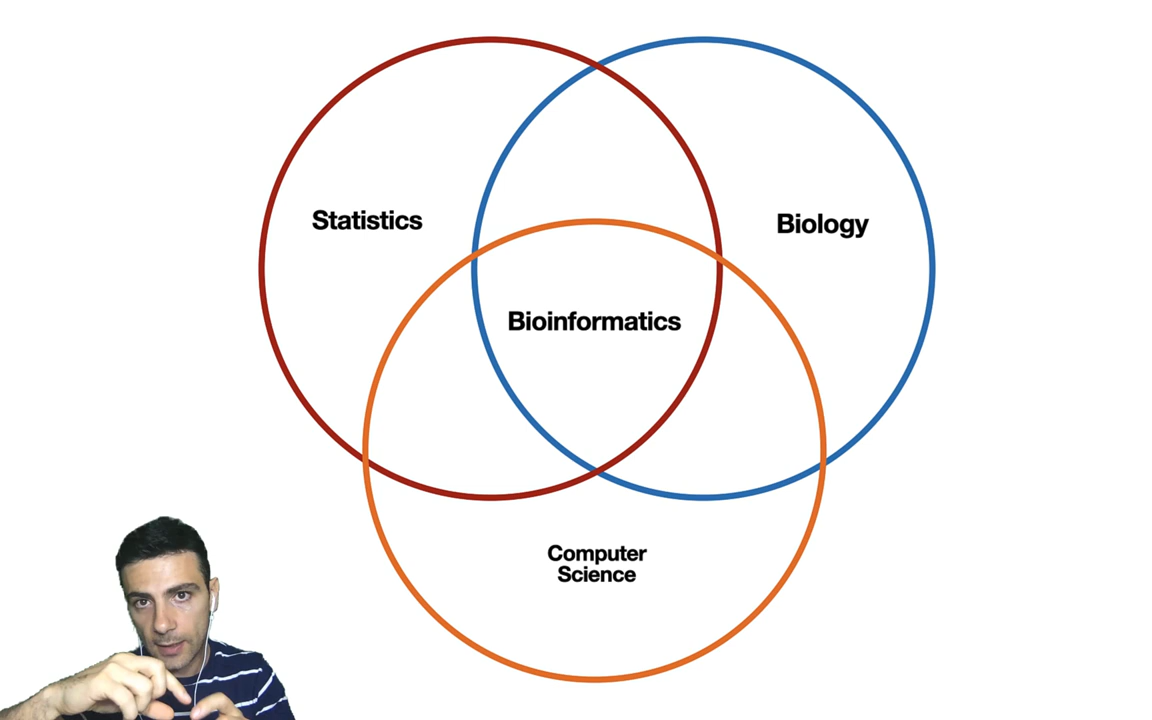 Statistics
Biology
Bioinformatics
Computer
Science